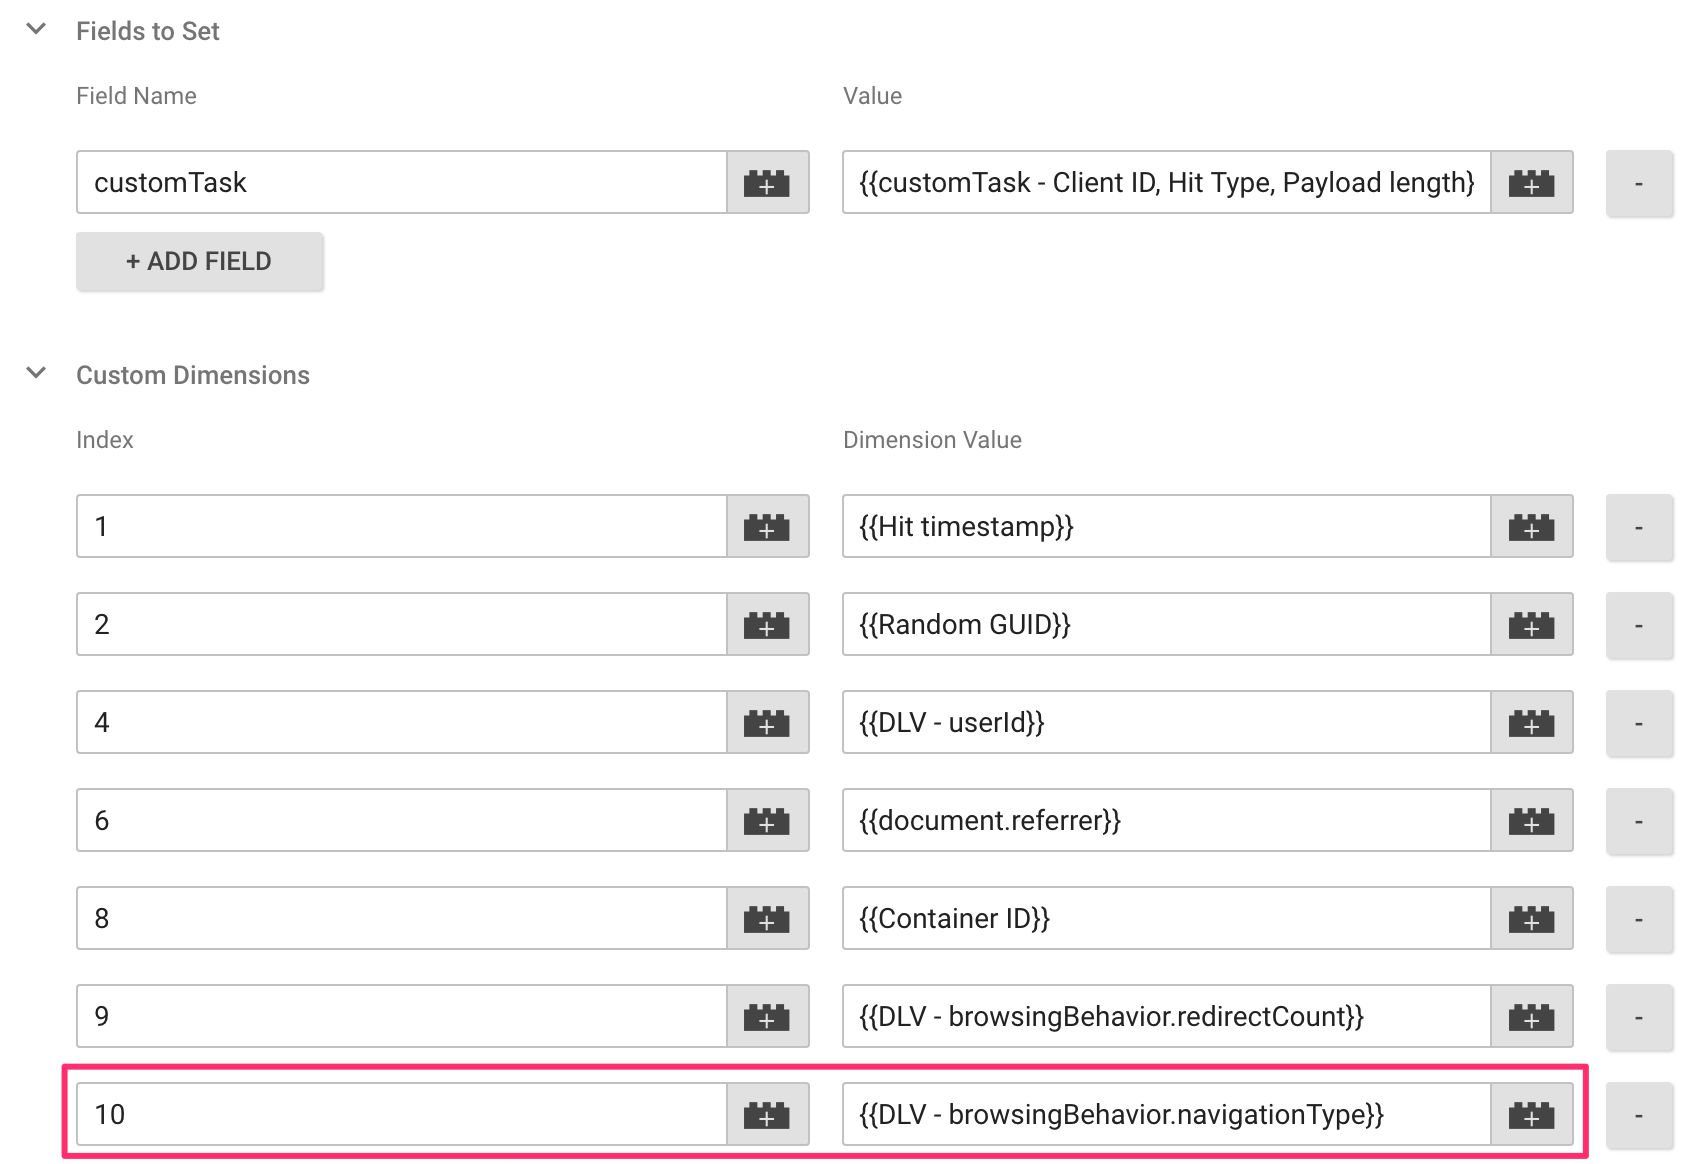 Fields to Set
Field Name Value
customTask {{customTask - Client ID, Hit Type, Payload length} -
+ ADD FIELD
Custom Dimensions
Index Dimension Value
1 {{Hit timestamp}} -
2 {{Random GUID}} -
4 {{DLV - userId}} -
6 {{document.referrer}} -
8 {{Container ID}} -
9 {{DLV - browsingBehavior.redirectCount}} -
10 {{DLV - browsingBehavior.navigationType}} -